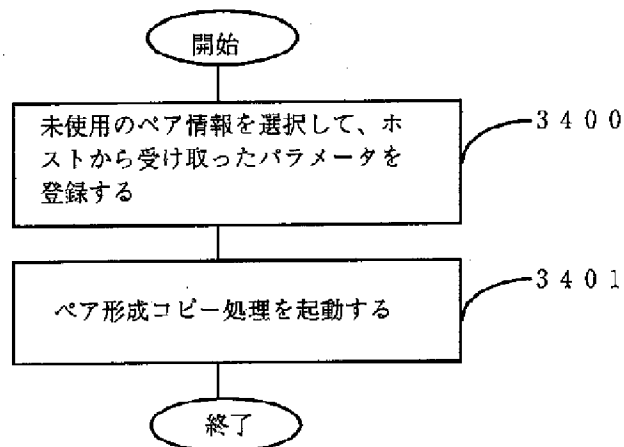 開始
未使用のペア情報を選択して、ホ
ストから受け取ったパラメータを
登録する
3400
ペア形成コピー処理を起動する
3401
終了